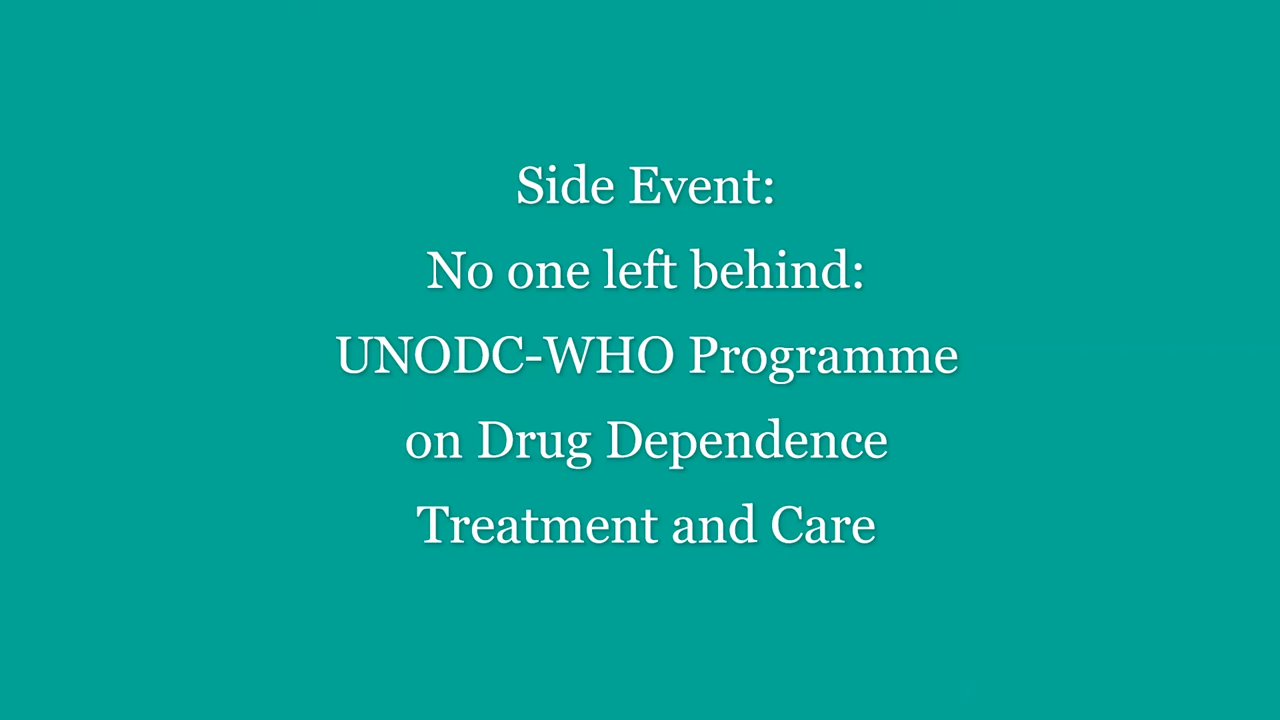 Side Event:
No one left behind:
UNODC-WHO Programme
on Drug Dependence
Treatment and Care